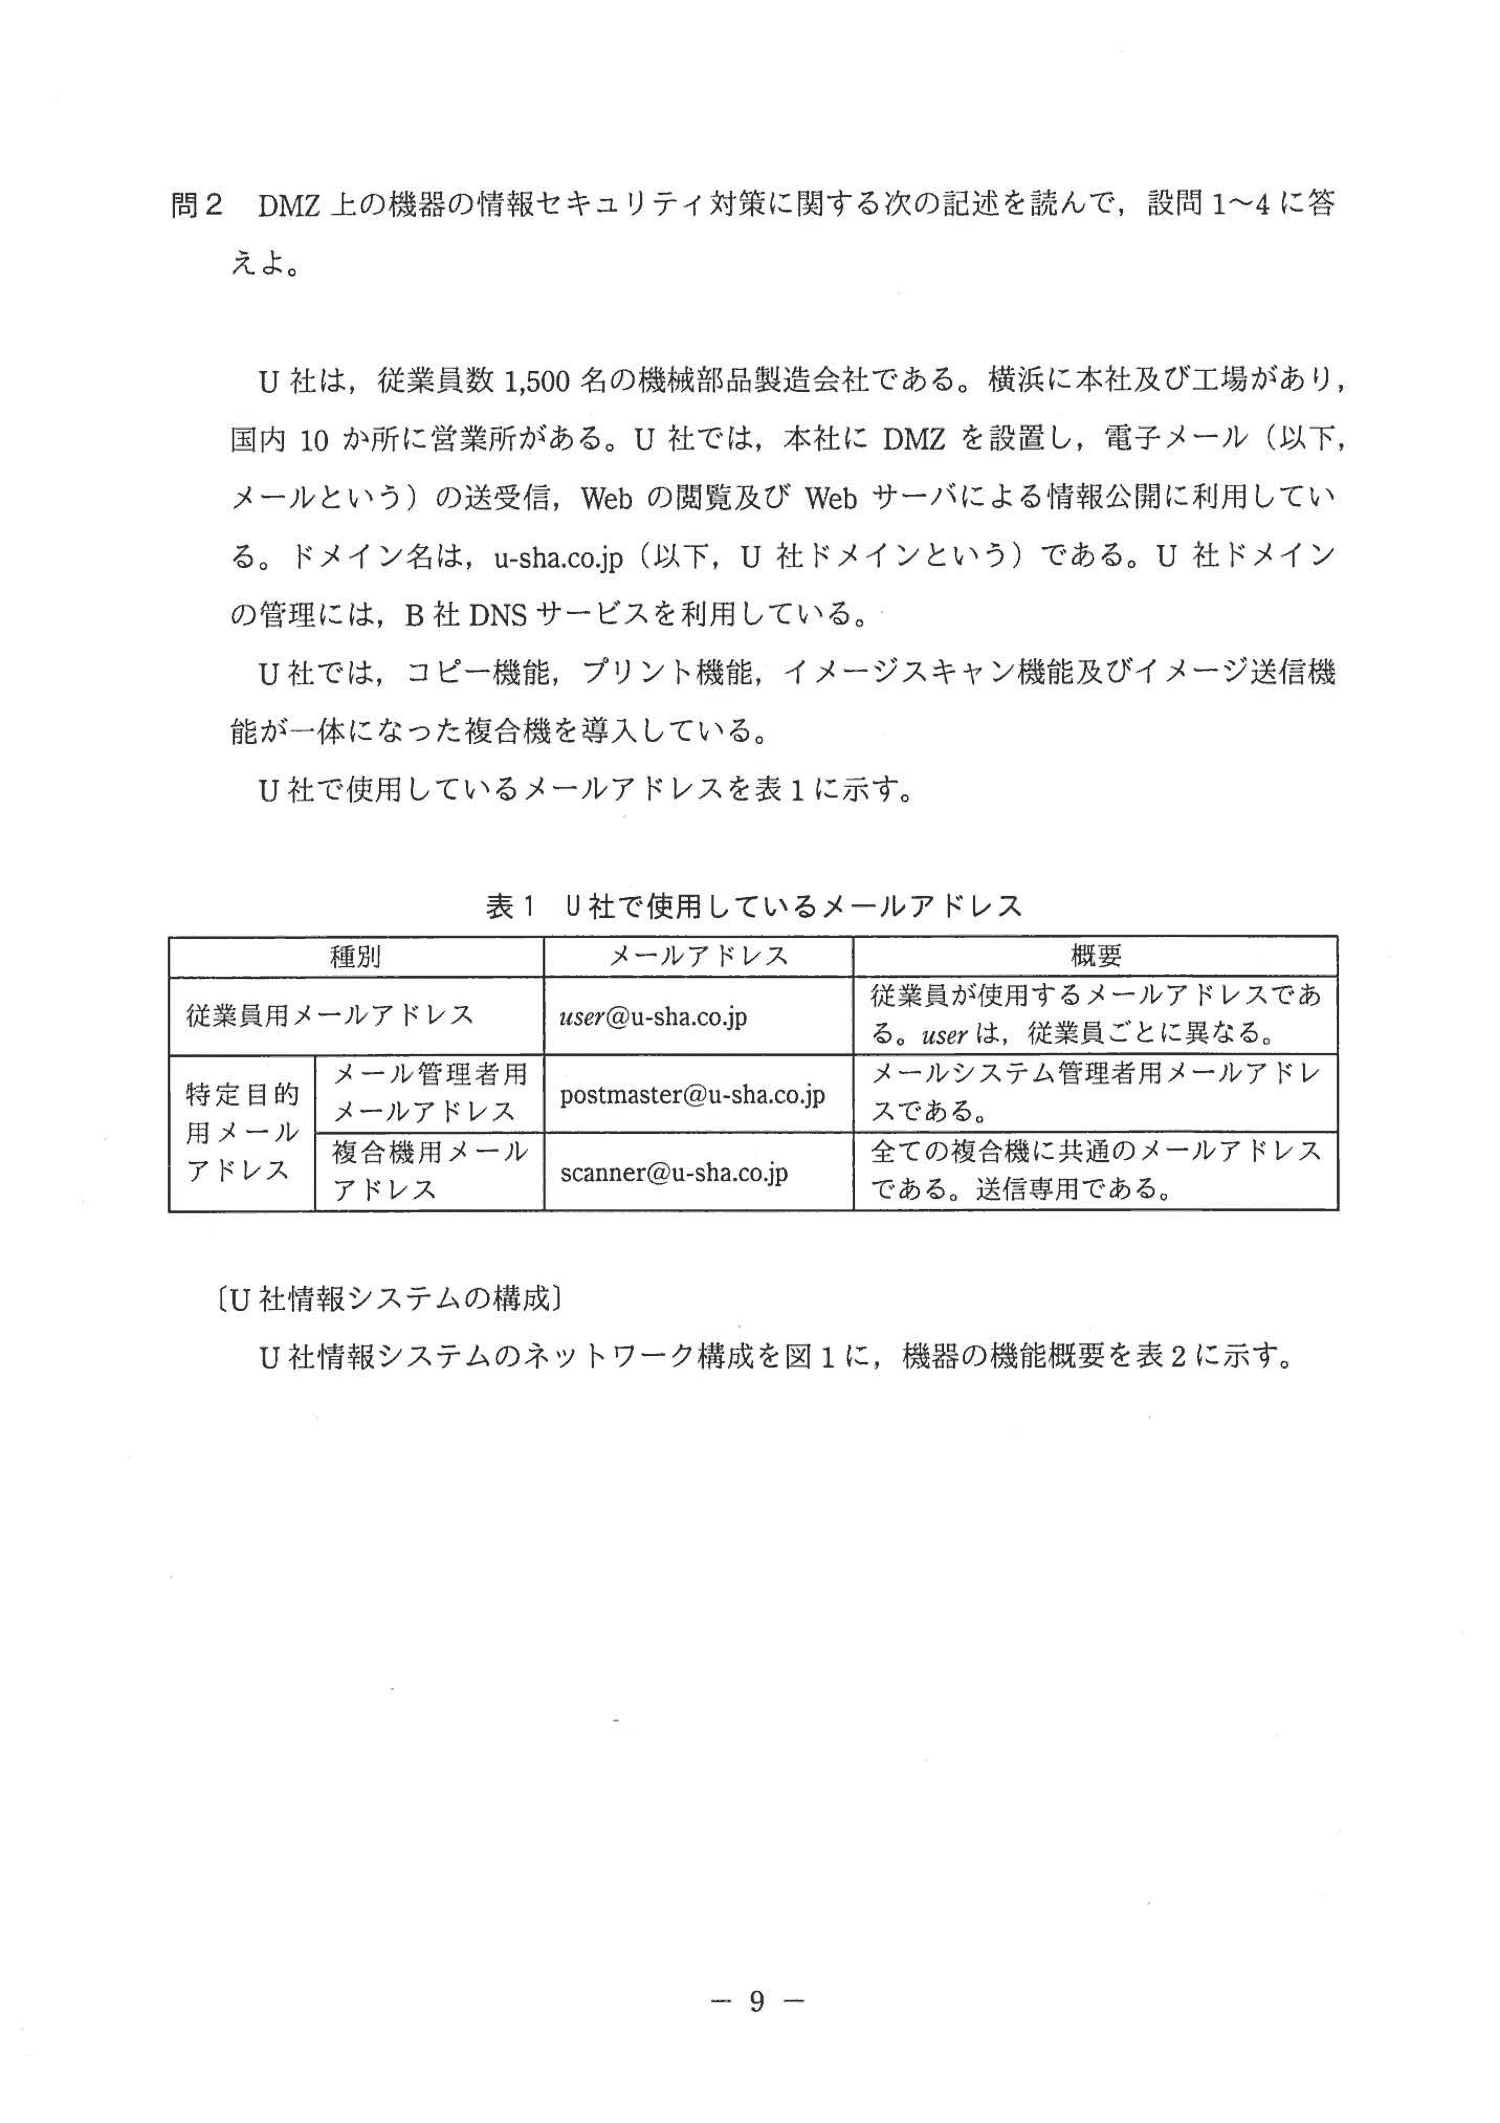 問2 DMZ 上の機器の情報セキュリティ対策に関する次の記述を読んで，設問 1～4 に答
えよ。
U 社は，従業員数 1,500 名の機械部品製造会社である。横浜に本社及び工場があり，
国内 10 か所に営業所がある。U 社では，本社に DMZ を設置し，電子メール（以下，
メールという）の送受信，Web の閲覧及び Web サーバによる情報公開に利用してい
る。ドメイン名は，u-sha.co.jp（以下，U 社ドメインという）である。U 社ドメイン
の管理には，B 社 DNS サービスを利用している。
U 社では，コピー機能，プリント機能，イメージスキャン機能及びイメージ送信機
能が一体になった複合機を導入している。
U 社で使用しているメールアドレスを表 1 に示す。
表1 U 社で使用しているメールアドレス
種別 メールアドレス 概要
従業員用メールアドレス user@u-sha.co.jp 従業員が使用するメールアドレスであ
る。user は，従業員ごとに異なる。
特定目的
用メール
アドレス
メール管理者用
メールアドレス
postmaster@u-sha.co.jp
メールシステム管理者用メールアドレ
スである。
複合機用メール
アドレス
scanner@u-sha.co.jp
全ての複合機に共通のメールアドレス
である。送信専用である。
〔U 社情報システムの構成〕
U 社情報システムのネットワーク構成を図 1 に，機器の機能概要を表 2 に示す。
－ 9 －